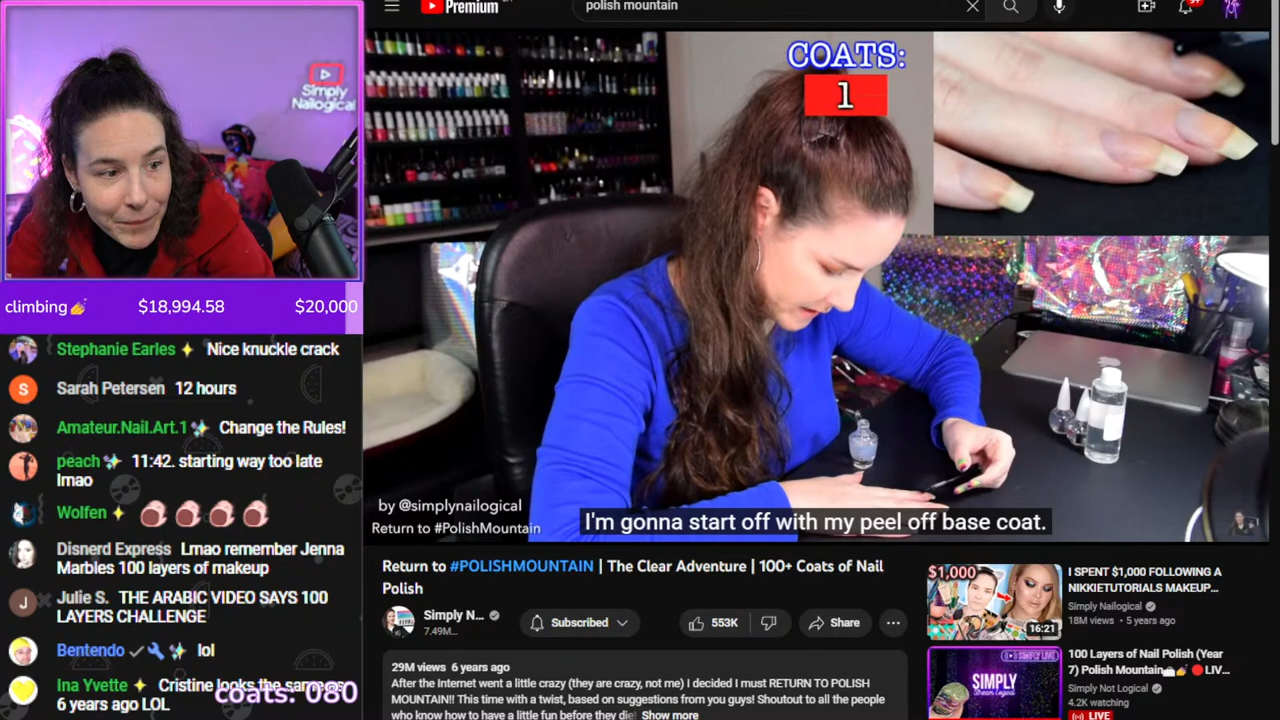 Simply
Nailogical
climbing💅 $18,994.58 $20,000
Stephanie Earles Nice knuckle crack
Sarah Petersen 12 hours
Amateur.Nail.Art.1 Change the Rules!
peach 11:42. starting way too late
lmao
Wolfen
Disnerd Express Lmao remember Jenna
Marbles 100 layers of makeup
Julie S. THE ARABIC VIDEO SAYS 100
LAYERS CHALLENGE
Bentendo lol
Ina Yvette Cristine looks the same as
6 years ago LOL
coats: 080
Premium
polish mountain
9+
COATS:
1
by @simplynailogical
Return to #PolishMountain
I'm gonna start off with my peel off base coat.
Return to #POLISHMOUNTAIN | The Clear Adventure | 100+ Coats of Nail
Polish
Simply N...
7.49M...
Subscribed
553K
Share
29M views 6 years ago
After the Internet went a little crazy (they are crazy, not me) I decided I must RETURN TO POLISH
MOUNTAIN!! This time with a twist, based on suggestions from you guys! Shoutout to all the people
who know how to have a little fun before they die! Show more
$1,000
16:21
I SPENT $1,000 FOLLOWING A
NIKKIETUTORIALS MAKEUP...
Simply Nailogical
18M views • 5 years ago
SIMPLY LIVE
SIMPLY
100 Layers of Nail Polish (Year
7) Polish Mountain🏔💅 🔴LIV...
Simply Not Logical
4.2K watching
LIVE